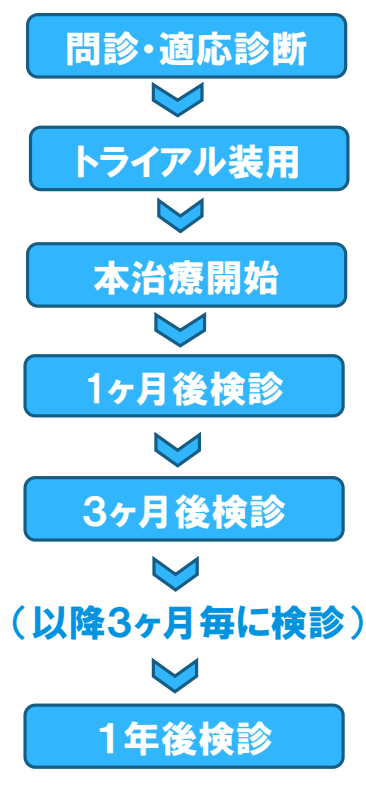 問診・適応診断
トライアル装用
本治療開始
1ヶ月後検診
3ヶ月後検診
（以降3ヶ月毎に検診）
1年後検診